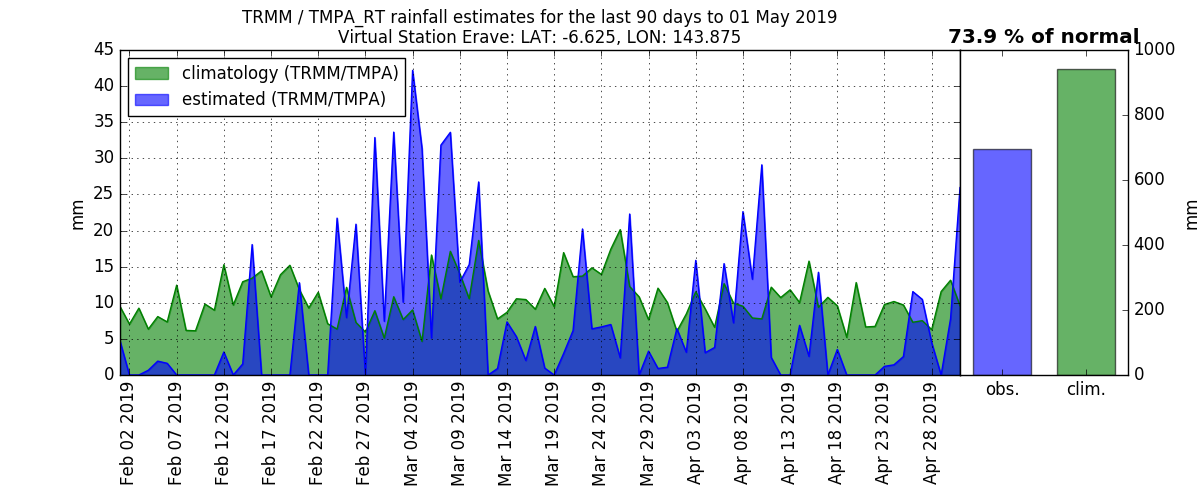 TRMM / TMPA_RT rainfall estimates for the last 90 days to 01 May 2019
Virtual Station Erave: LAT: -6.625, LON: 143.875
73.9 % of normal
climatology (TRMM/TMPA)
estimated (TRMM/TMPA)
mm
45
40
35
30
25
20
15
10
5
0
Feb 02 2019
Feb 07 2019
Feb 12 2019
Feb 17 2019
Feb 22 2019
Feb 27 2019
Mar 04 2019
Mar 09 2019
Mar 14 2019
Mar 19 2019
Mar 24 2019
Mar 29 2019
Apr 03 2019
Apr 08 2019
Apr 13 2019
Apr 18 2019
Apr 23 2019
Apr 28 2019
obs.
clim.
1000
800
600
400
200
0
mm